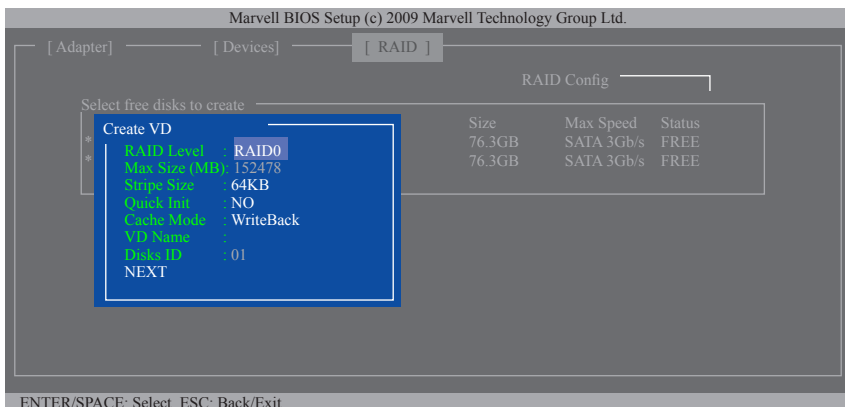 Marvell BIOS Setup (c) 2009 Marvell Technology Group Ltd.
[ Adapter] [ Devices] [ RAID ]
RAID Config
Select free disks to create
Size Max Speed Status
* 76.3GB SATA 3Gb/s FREE
* 76.3GB SATA 3Gb/s FREE
Create VD
RAID Level : RAID0
Max Size (MB): 152478
Stripe Size : 64KB
Quick Init : NO
Cache Mode : WriteBack
VD Name :
Disks ID : 01
NEXT
ENTER/SPACE: Select ESC: Back/Exit